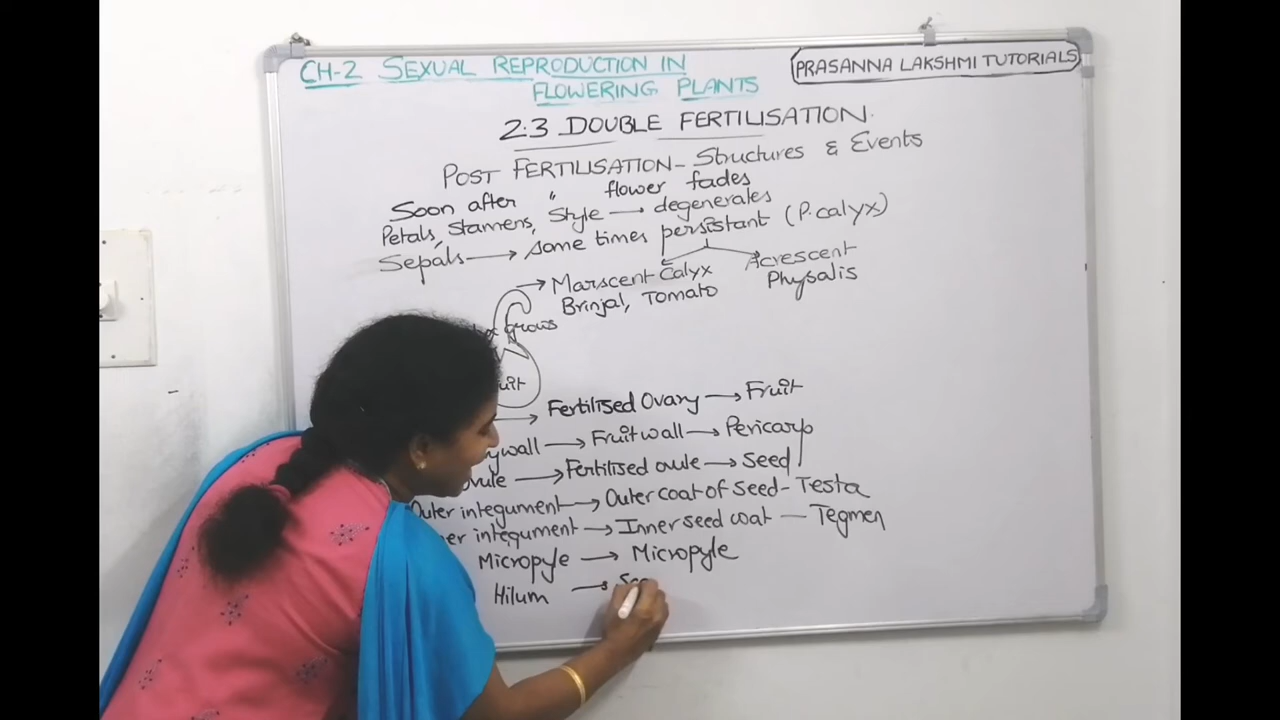 CH-2 SEXUAL REPRODUCTION IN
FLOWERING PLANTS
PRASANNA LAKSHMI TUTORIALS
2.3 DOUBLE FERTILISATION.
POST FERTILISATION - Structures & Events
Soon after " flower fades
Petals, Stamens, Style → degenerates
Sepals → Some times persistant (P.calyx)
Marscent Calyx
Brinjal, Tomato
Acrescent
Physalis
grows
→ Fertilised Ovary → Fruit
wall → Fruit wall → Pericarp
→ Fertilised ovule → Seed
Outer integument → Outer coat of Seed - Testa
integument → Inner seed coat — Tegmen
Micropyle → Micropyle
Hilum →